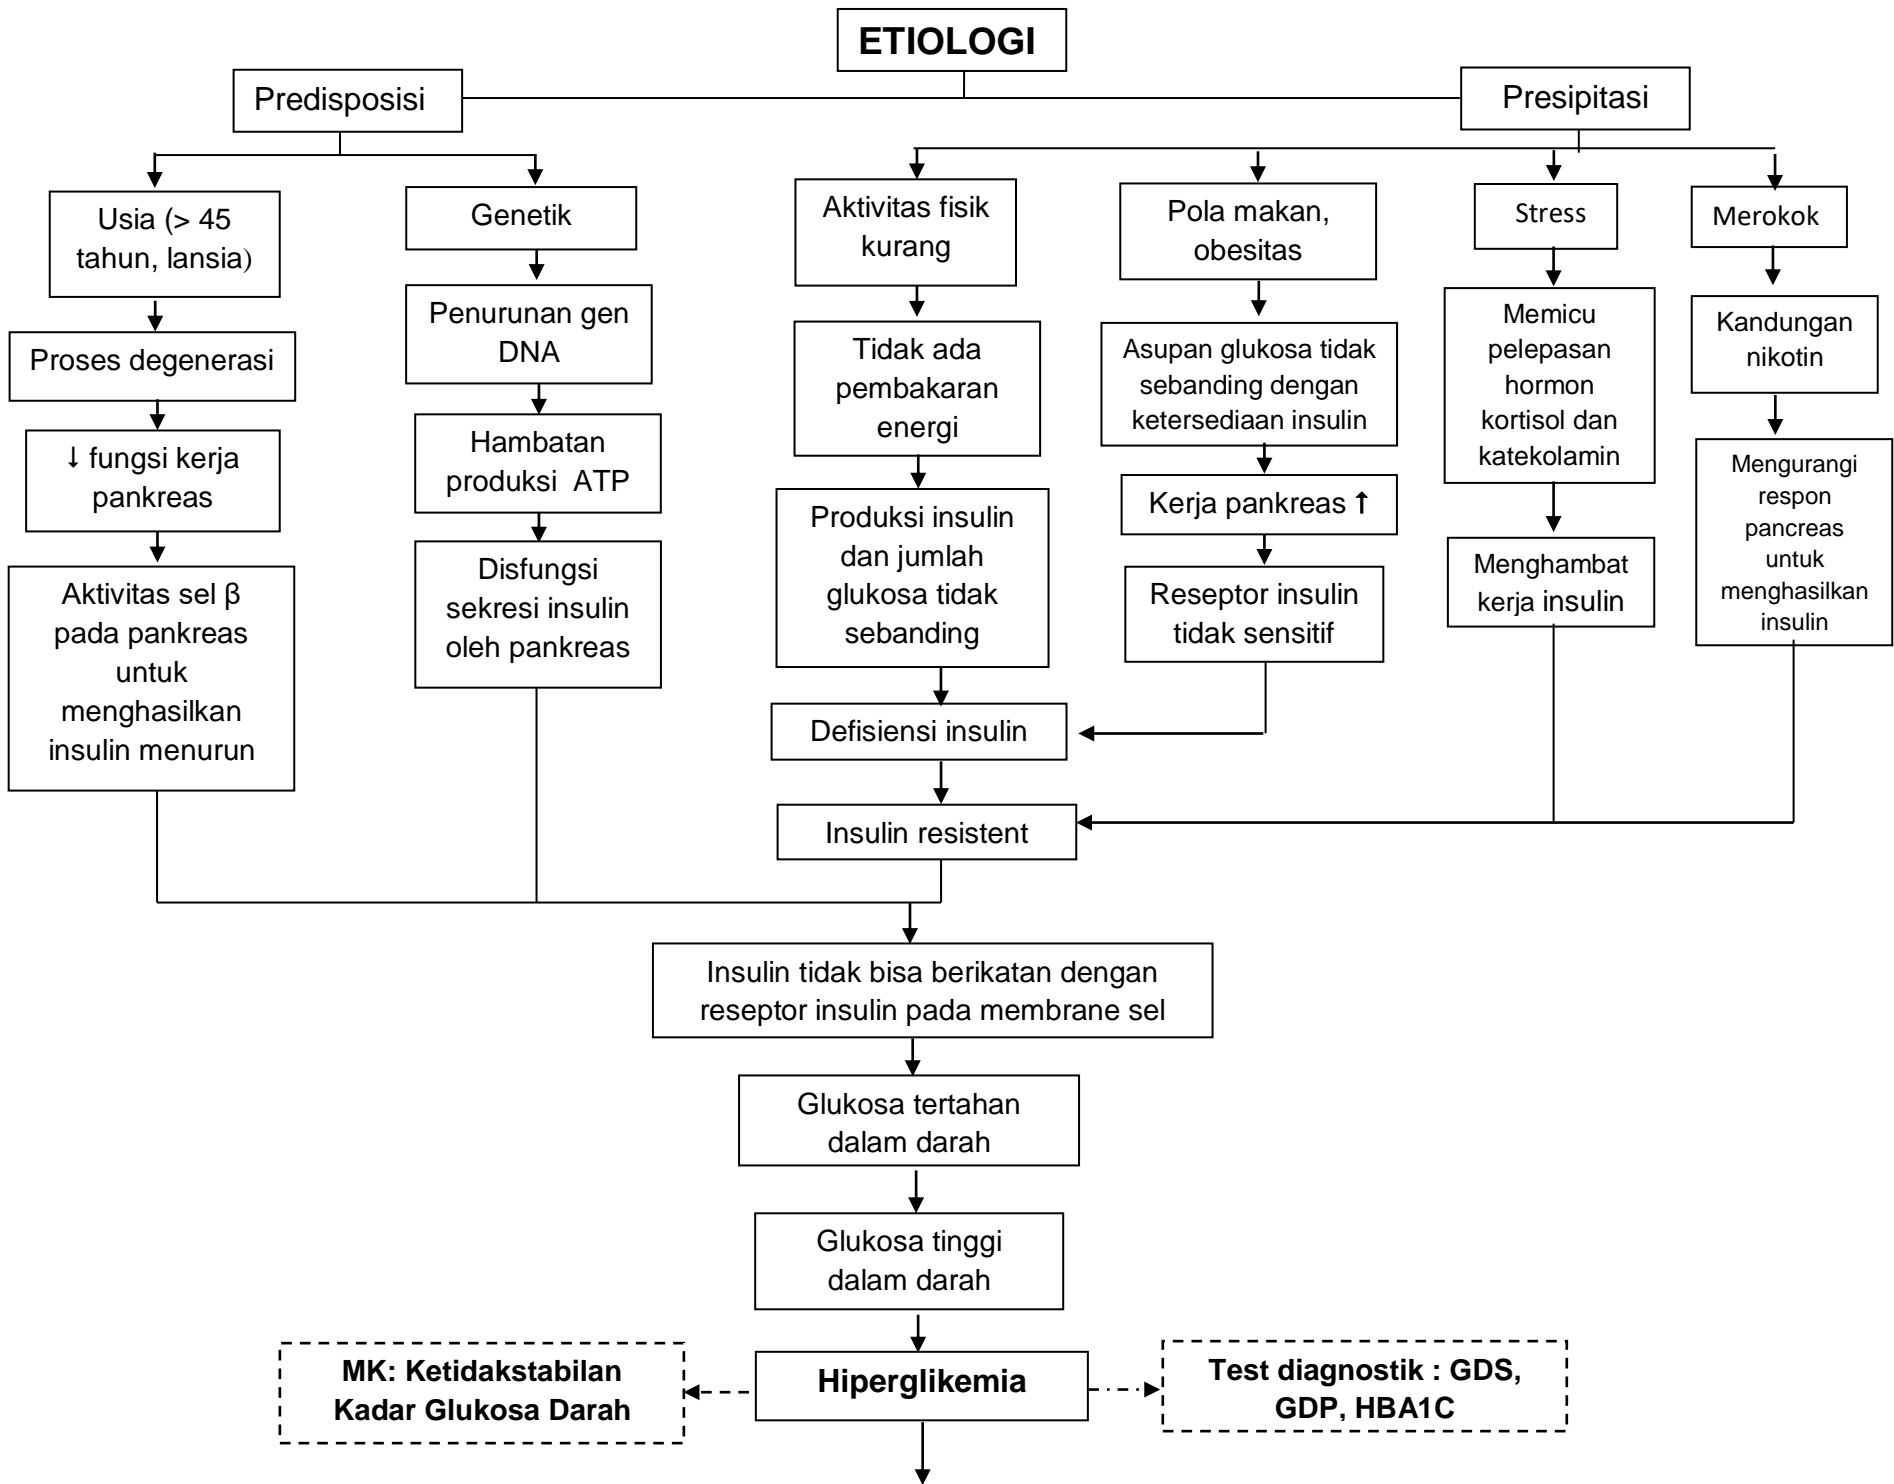 ETIOLOGI
Predisposisi
Presipitasi
Usia (> 45
tahun, lansia)
Genetik
Aktivitas fisik
kurang
Pola makan,
obesitas
Stress
Merokok
Proses degenerasi
Penurunan gen
DNA
Tidak ada
pembakaran
energi
Asupan glukosa tidak
sebanding dengan
ketersediaan insulin
Memicu
pelepasan
hormon
kortisol dan
katekolamin
Kandungan
nikotin
↓ fungsi kerja
pankreas
Hambatan
produksi  ATP
Produksi insulin
dan jumlah
glukosa tidak
sebanding
Kerja pankreas ↑
Mengurangi
respon
pancreas
untuk
menghasilkan
insulin
Aktivitas sel β
pada pankreas
untuk
menghasilkan
insulin menurun
Disfungsi
sekresi insulin
oleh pankreas
Reseptor insulin
tidak sensitif
Menghambat
kerja insulin
Defisiensi insulin
Insulin resistent
Insulin tidak bisa berikatan dengan
reseptor insulin pada membrane sel
Glukosa tertahan
dalam darah
Glukosa tinggi
dalam darah
MK: Ketidakstabilan
Kadar Glukosa Darah
Hiperglikemia
Test diagnostik : GDS,
GDP, HBA1C